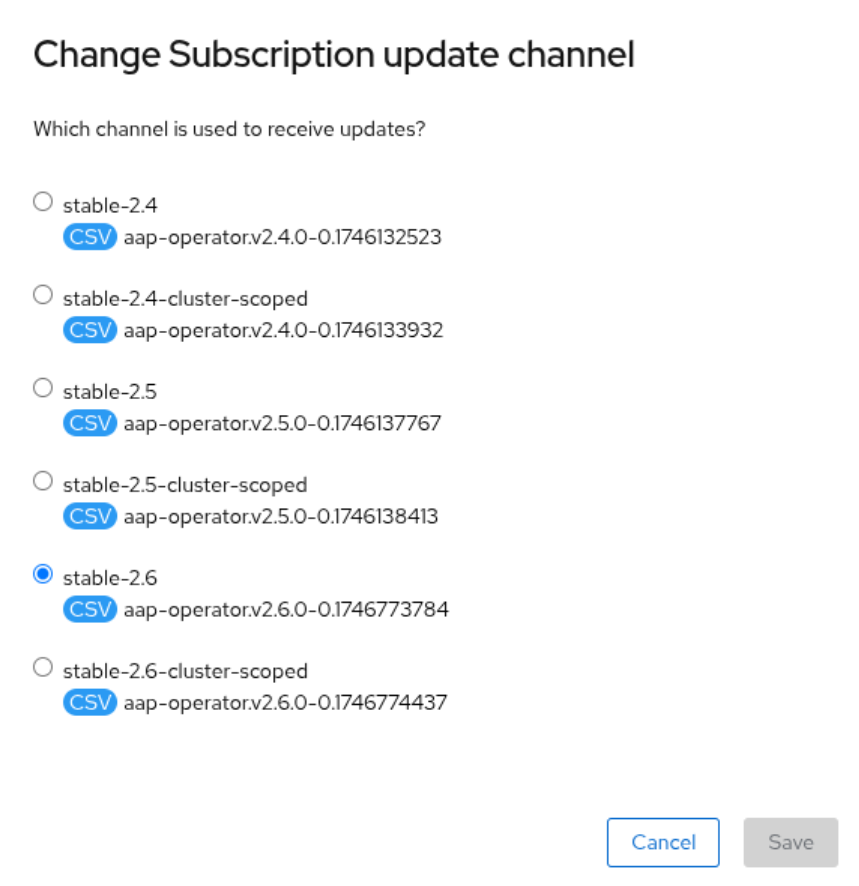 Change Subscription update channel
Which channel is used to receive updates?
stable-2.4
CSV aap-operator.v2.4.0-0.1746132523
stable-2.4-cluster-scoped
CSV aap-operator.v2.4.0-0.1746133932
stable-2.5
CSV aap-operator.v2.5.0-0.1746137767
stable-2.5-cluster-scoped
CSV aap-operator.v2.5.0-0.1746138413
stable-2.6
CSV aap-operator.v2.6.0-0.1746773784
stable-2.6-cluster-scoped
CSV aap-operator.v2.6.0-0.1746774437
Cancel Save